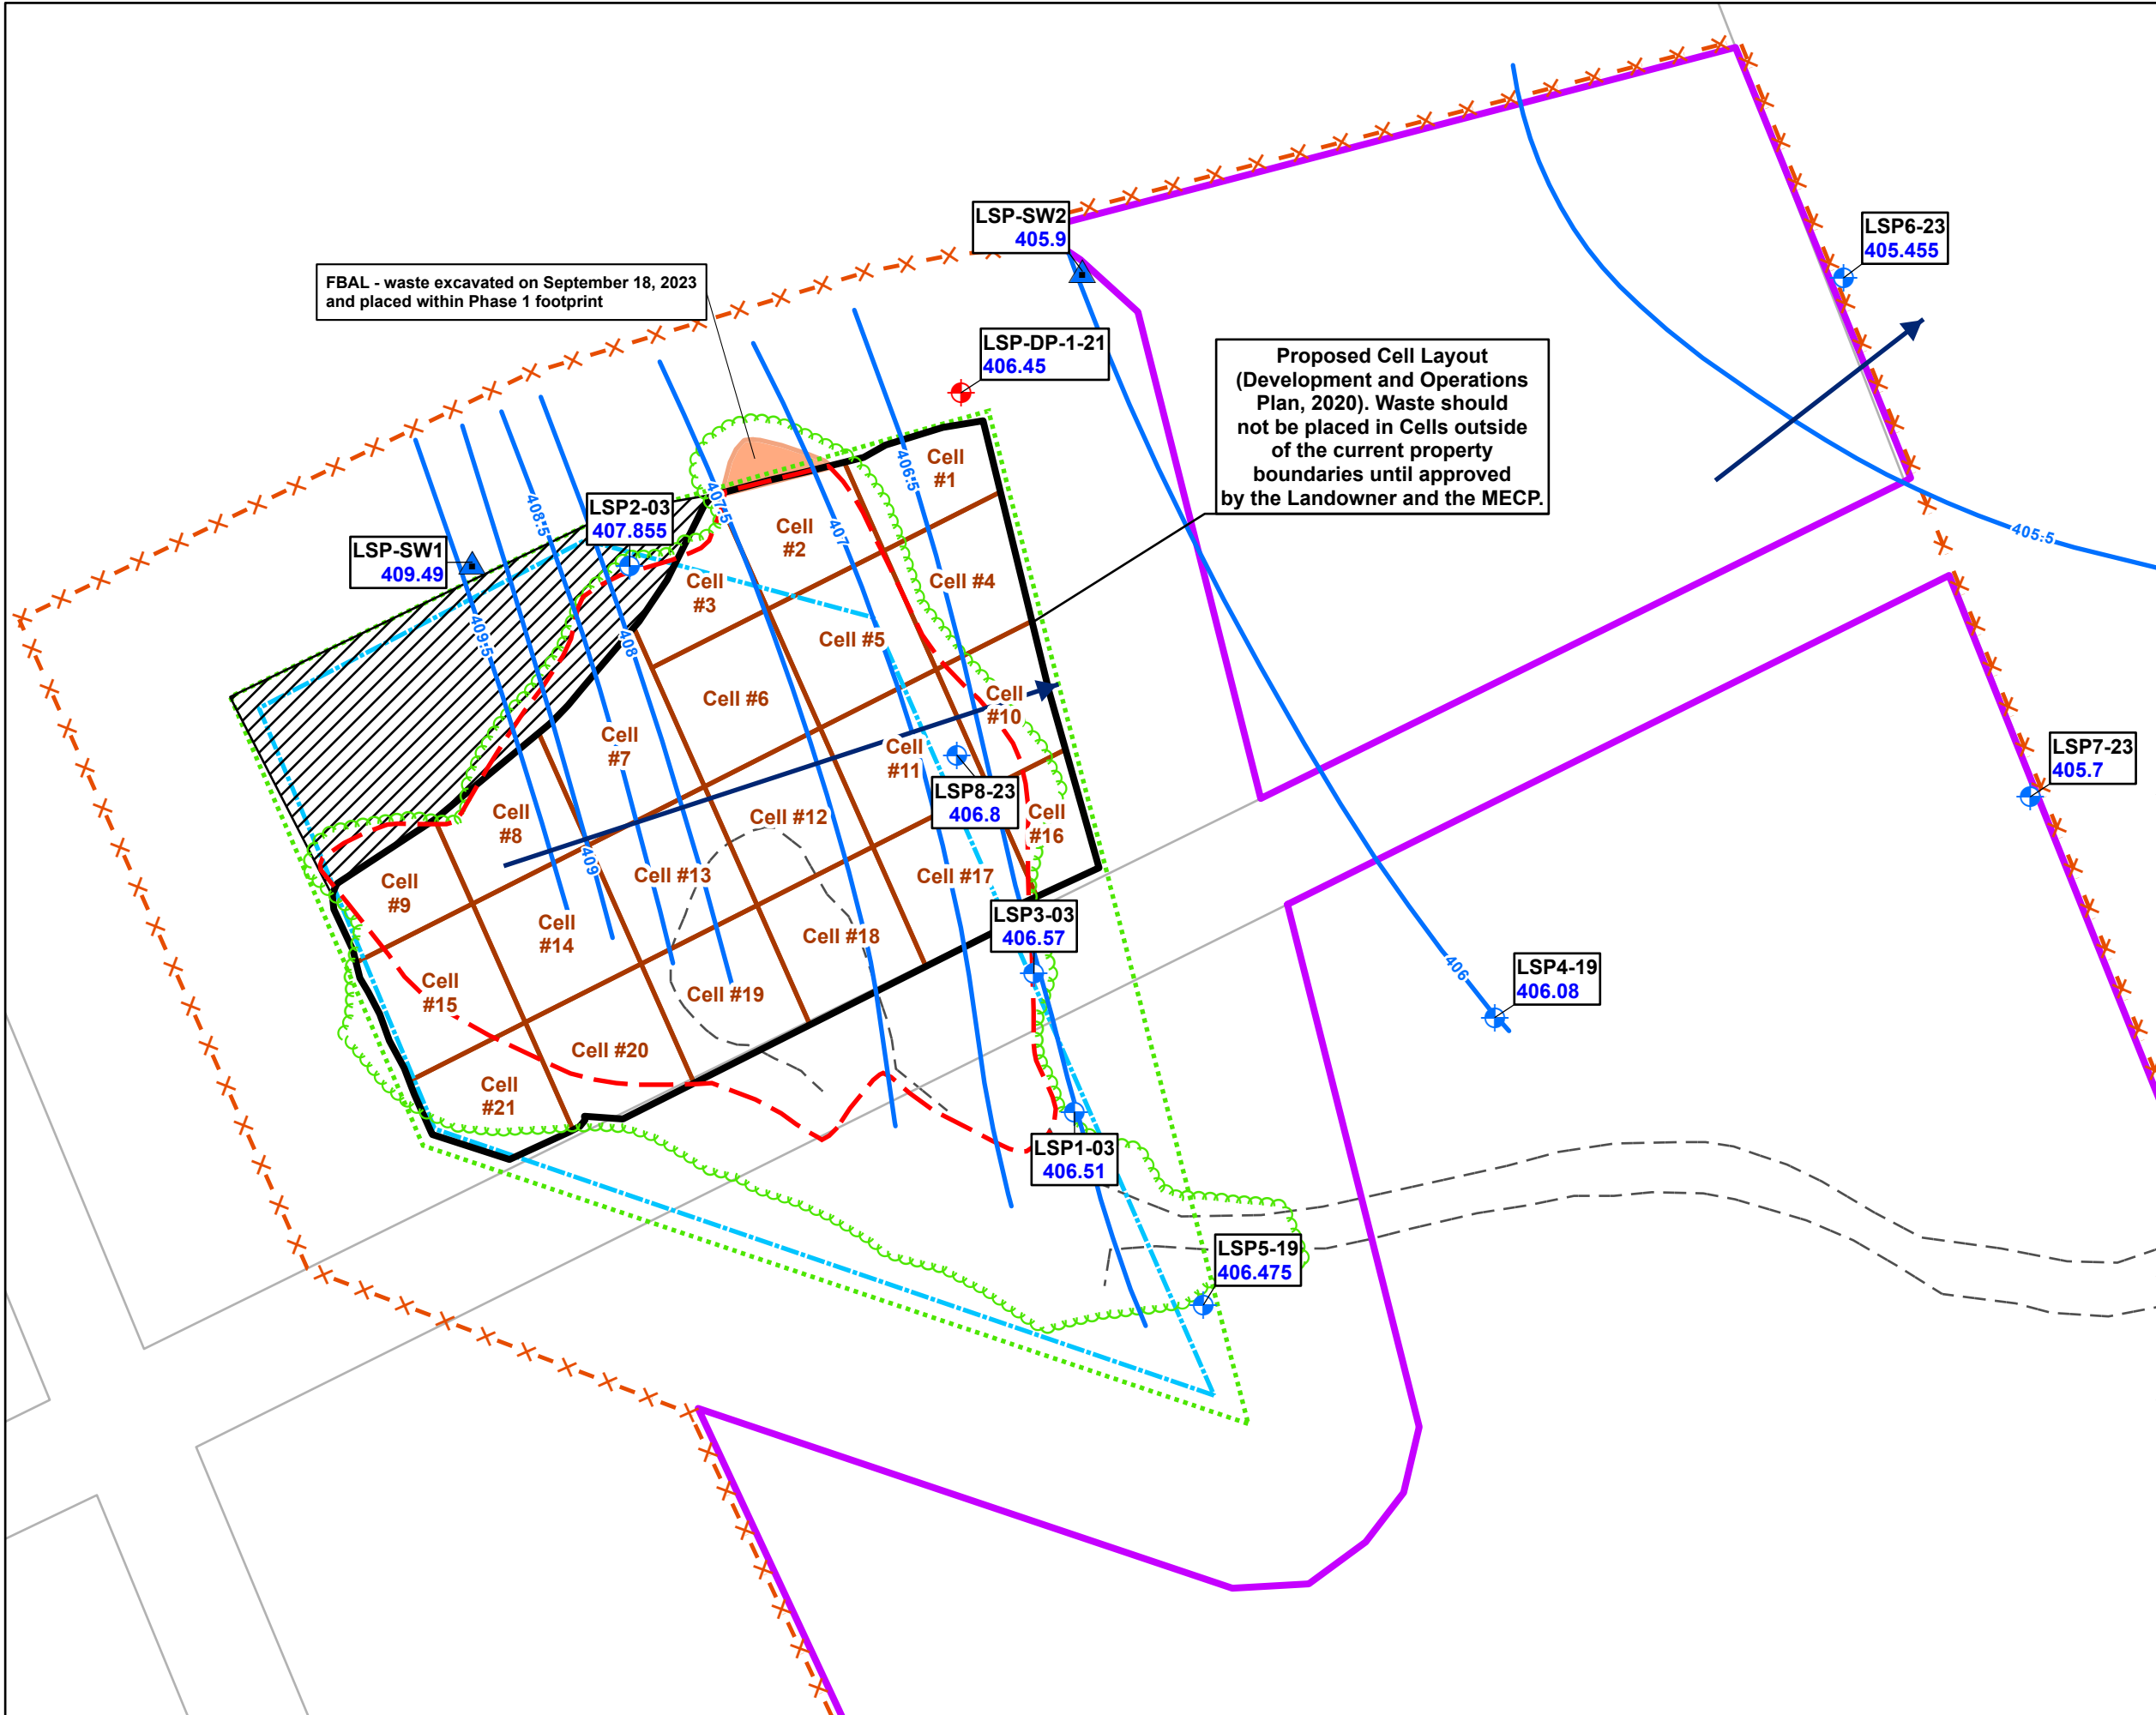 LSP-SW2
405.9
LSP6-23
405.455
FBAL - waste excavated on September 18, 2023
and placed within Phase 1 footprint
LSP-DP-1-21
406.45
Proposed Cell Layout
(Development and Operations
Plan, 2020). Waste should
not be placed in Cells outside
of the current property
boundaries until approved
by the Landowner and the MECP.
LSP2-03
407.855
LSP-SW1
409.49
409.5
408.5
408
407.5
407
406.5
405.5
409
406
Cell
#1
Cell
#2
Cell
#3
Cell #4
Cell #5
Cell #6
Cell
#7
Cell
#8
Cell
#9
Cell
#10
Cell
#11
Cell #12
Cell #13
Cell
#14
Cell
#15
Cell
#16
Cell #17
Cell #18
Cell #19
Cell #20
Cell
#21
LSP8-23
406.8
LSP7-23
405.7
LSP3-03
406.57
LSP4-19
406.08
LSP1-03
406.51
LSP5-19
406.475